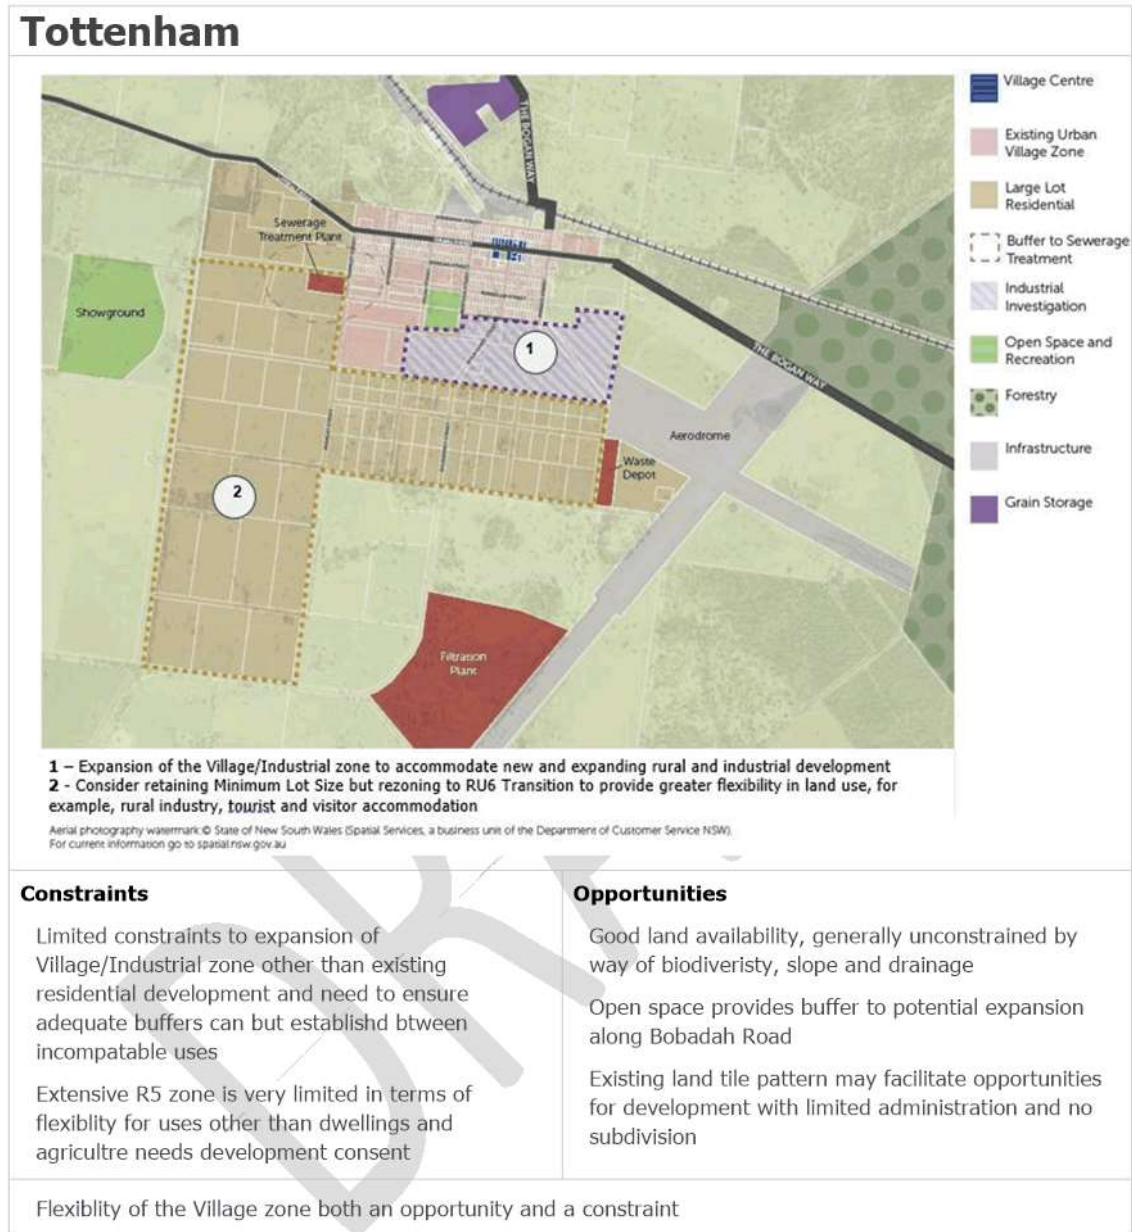 Tottenham
THE BOGAN WAY
Village Centre
Existing Urban
Village Zone
Large Lot
Residential
Buffer to Sewerage
Treatment
Industrial
Investigation
Open Space and
Recreation
Forestry
Infrastructure
Grain Storage
Sewerage
Treatment Plant
Showground
1
THE BOGAN WAY
Aerodrome
Waste
Depot
2
Filtration
Plant
1 – Expansion of the Village/Industrial zone to accommodate new and expanding rural and industrial development
2 - Consider retaining Minimum Lot Size but rezoning to RU6 Transition to provide greater flexibility in land use, for
example, rural industry, tourist and visitor accommodation
Aerial photography watermark © State of New South Wales (Spatial Services, a business unit of the Department of Customer Service NSW).
For current information go to spatial.nsw.gov.au
Constraints
Limited constraints to expansion of
Village/Industrial zone other than existing
residential development and need to ensure
adequate buffers can but establishd btween
incompatable uses
Extensive R5 zone is very limited in terms of
flexiblity for uses other than dwellings and
agricultre needs development consent
Opportunities
Good land availability, generally unconstrained by
way of biodiveristy, slope and drainage
Open space provides buffer to potential expansion
along Bobadah Road
Existing land tile pattern may facilitate opportunities
for development with limited administration and no
subdivision
Flexiblity of the Village zone both an opportunity and a constraint